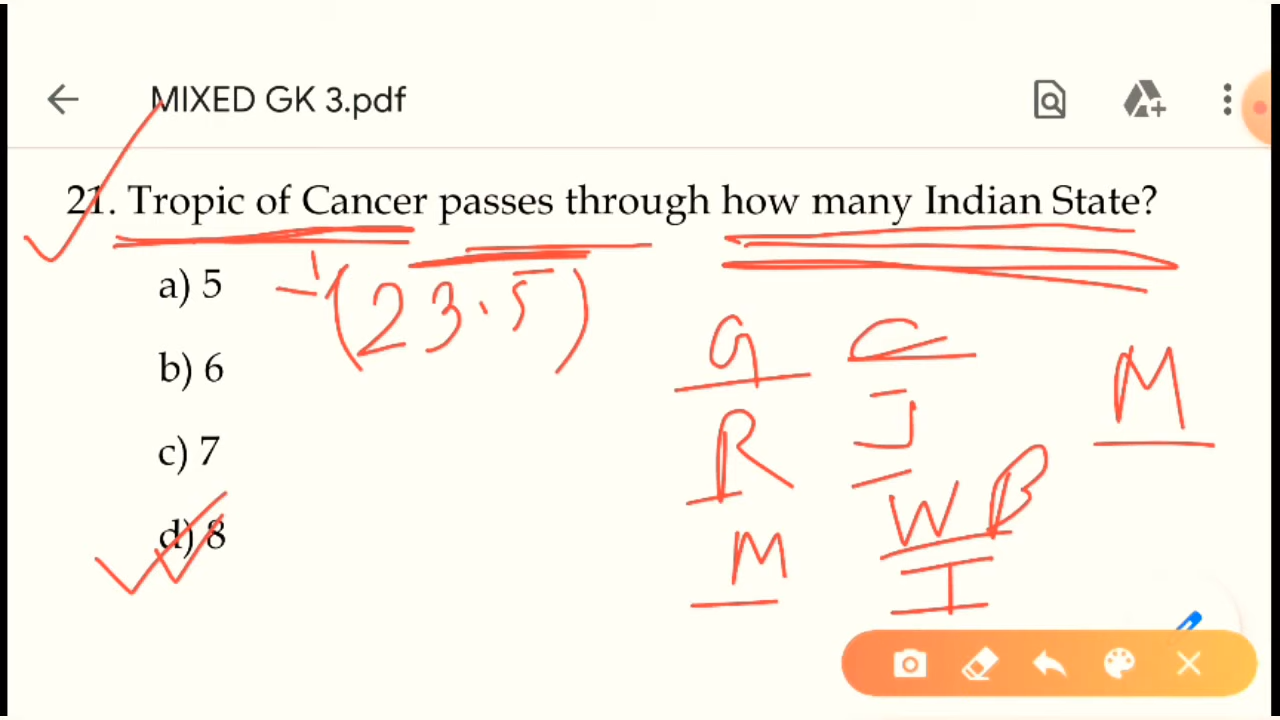 MIXED GK 3.pdf
21. Tropic of Cancer passes through how many Indian State?
a) 5
(23.5)
b) 6
c) 7
d) 8
G
R
M
C
J
WB
T
M